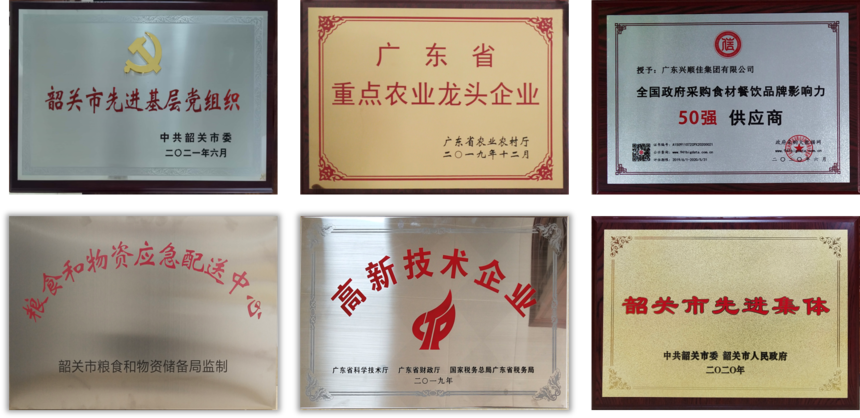 韶关市先进基层党组织
中共韶关市委
二〇二一年六月
广东省
重点农业龙头企业
广东省农业农村厅
二〇一九年十二月
授予：广东兴顺佳集团有限公司
全国政府采购食材餐饮品牌影响力
50强 供应商
粮食和物资应急配送中心
韶关市粮食和物资储备局监制
高新技术企业
广东省科学技术厅 广东省财政厅 国家税务总局广东省税务局
二〇一九年
韶关市先进集体
中共韶关市委 韶关市人民政府
二〇二〇年